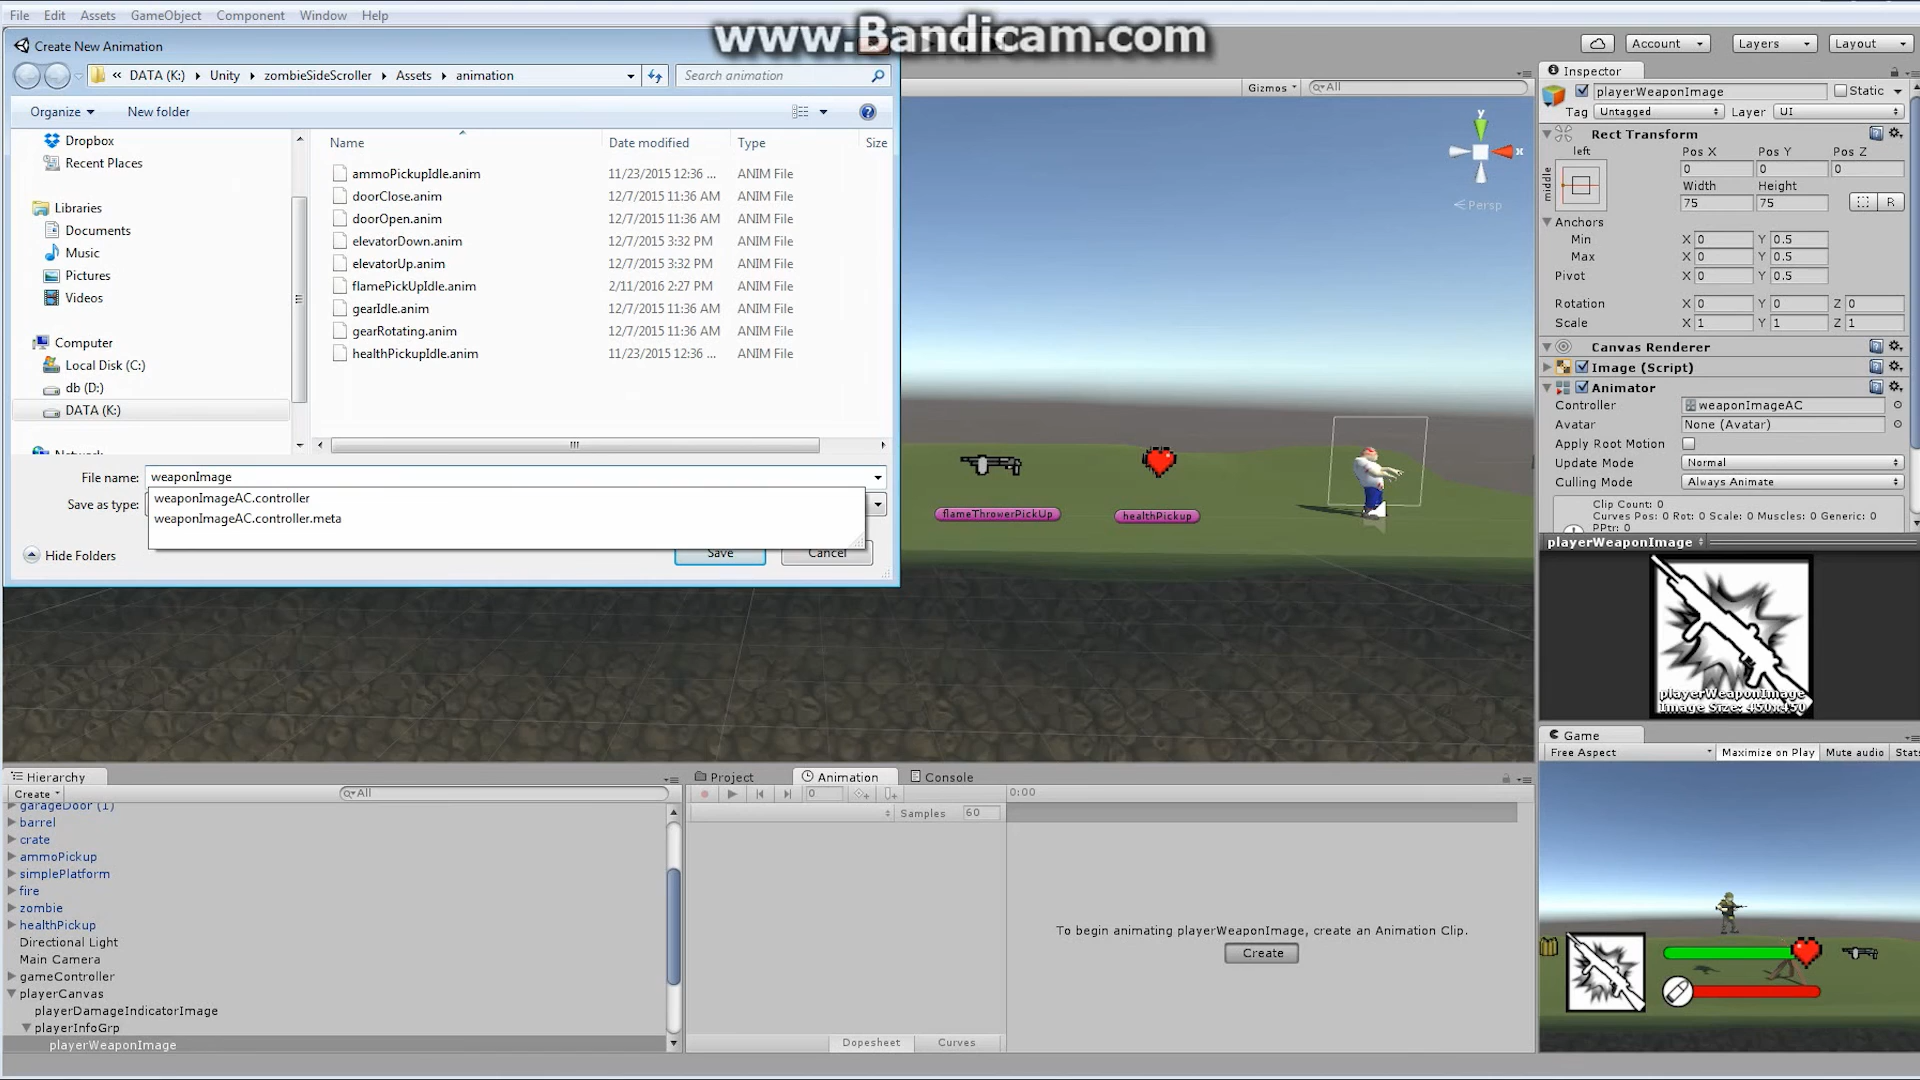 File Edit Assets GameObject Component Window Help
www.Bandicam.com
Create New Animation
Account Layers Layout
« DATA (K:) Unity zombieSideScroller Assets animation
Search animation
Organize New folder
Gizmos All
Dropbox
Recent Places
Libraries
Documents
Music
Pictures
Videos
Computer
Local Disk (C:)
db (D:)
DATA (K:)
Name Date modified Type Size
ammoPickupIdle.anim 11/23/2015 12:36 ... ANIM File
doorClose.anim 12/7/2015 11:36 AM ANIM File
doorOpen.anim 12/7/2015 11:36 AM ANIM File
elevatorDown.anim 12/7/2015 3:32 PM ANIM File
elevatorUp.anim 12/7/2015 3:32 PM ANIM File
flamePickUpIdle.anim 2/11/2016 2:27 PM ANIM File
gearIdle.anim 12/7/2015 11:36 AM ANIM File
gearRotating.anim 12/7/2015 11:36 AM ANIM File
healthPickupIdle.anim 11/23/2015 12:36 ... ANIM File
File name: weaponImage
Save as type:
weaponImageAC.controller
weaponImageAC.controller.meta
Hide Folders
Save Cancel
y
x
Persp
flameThrowerPickUp
healthPickup
Inspector
playerWeaponImage Static
Tag Untagged Layer UI
Rect Transform
left
middle
Pos X Pos Y Pos Z
0 0 0
Width Height
75 75 R
Anchors
Min X 0 Y 0.5
Max X 0 Y 0.5
Pivot X 0.5 Y 0.5
Rotation X 0 Y 0 Z 0
Scale X 1 Y 1 Z 1
Canvas Renderer
Image (Script)
Animator
Controller weaponImageAC
Avatar None (Avatar)
Apply Root Motion
Update Mode Normal
Culling Mode Always Animate
Clip Count: 0
Curves Pos: 0 Rot: 0 Scale: 0 Muscles: 0 Generic: 0
PPtr: 0
playerWeaponImage
playerWeaponImage
Image Size: 450x450
Game
Free Aspect Maximize on Play Mute audio Stats
Hierarchy
Create All
garageDoor (1)
barrel
crate
ammoPickup
simplePlatform
fire
zombie
healthPickup
Directional Light
Main Camera
gameController
playerCanvas
playerDamageIndicatorImage
playerInfoGrp
playerWeaponImage
Project Animation Console
0 0:00
Samples 60
To begin animating playerWeaponImage, create an Animation Clip.
Create
Dopesheet Curves